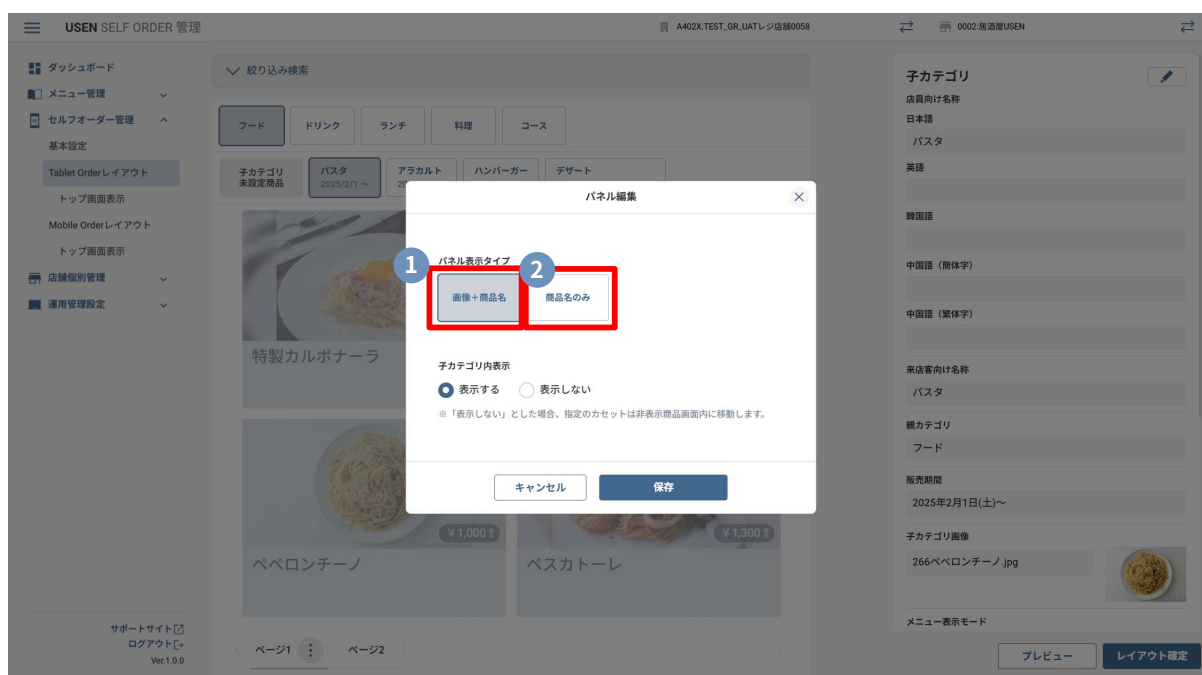 USEN SELF ORDER 管理
A402X:TEST_GR_UATレジ店舗0058
0002:居酒屋USEN
ダッシュボード
メニュー管理
セルフオーダー管理
基本設定
Tablet Orderレイアウト
トップ画面表示
Mobile Orderレイアウト
トップ画面表示
店舗個別管理
運用管理設定
サポートサイト
ログアウト
Ver.1.0.0
絞り込み検索
フード
ドリンク
ランチ
料理
コース
子カテゴリ
未設定商品
パスタ
2025/2/1～
アラカルト
20
ハンバーガー
デザート
パネル編集
パネル表示タイプ
1
画像＋商品名
2
商品名のみ
子カテゴリ内表示
表示する
表示しない
※「表示しない」とした場合、指定のカセットは非表示商品画面内に移動します。
キャンセル
保存
特製カルボナーラ
¥1,000
ペペロンチーノ
¥1,300
ペスカトーレ
ページ1
ページ2
子カテゴリ
店員向け名称
日本語
パスタ
英語
韓国語
中国語（簡体字）
中国語（繁体字）
来店客向け名称
パスタ
親カテゴリ
フード
販売期間
2025年2月1日(土)～
子カテゴリ画像
266ペペロンチーノ.jpg
メニュー表示モード
プレビュー
レイアウト確定